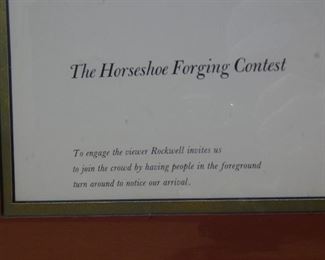 The Horseshoe Forging Contest
To engage the viewer Rockwell invites us
to join the crowd by having people in the foreground
turn around to notice our arrival.